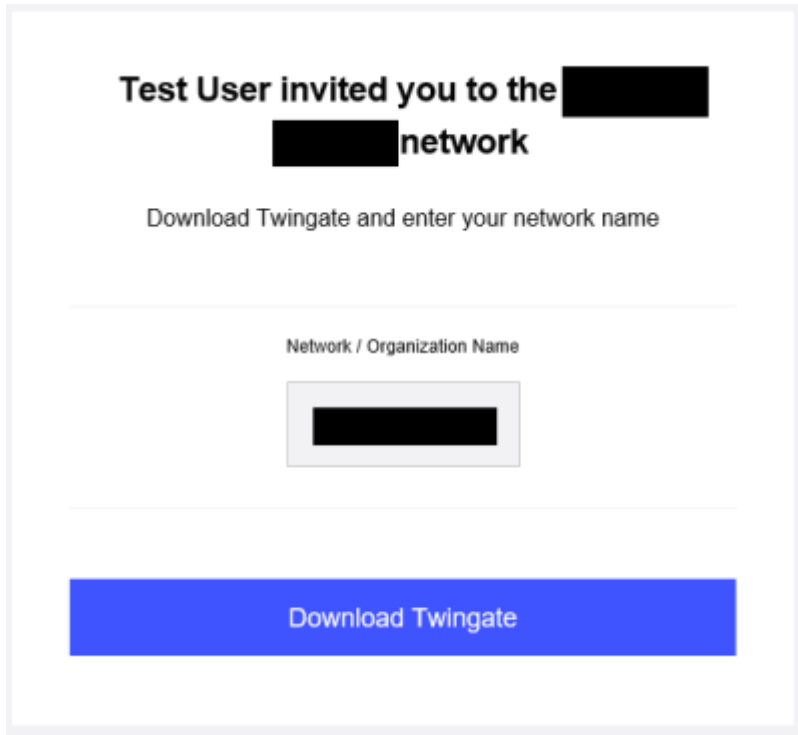 Test User invited you to the
network
Download Twingate and enter your network name
Network / Organization Name
Download Twingate